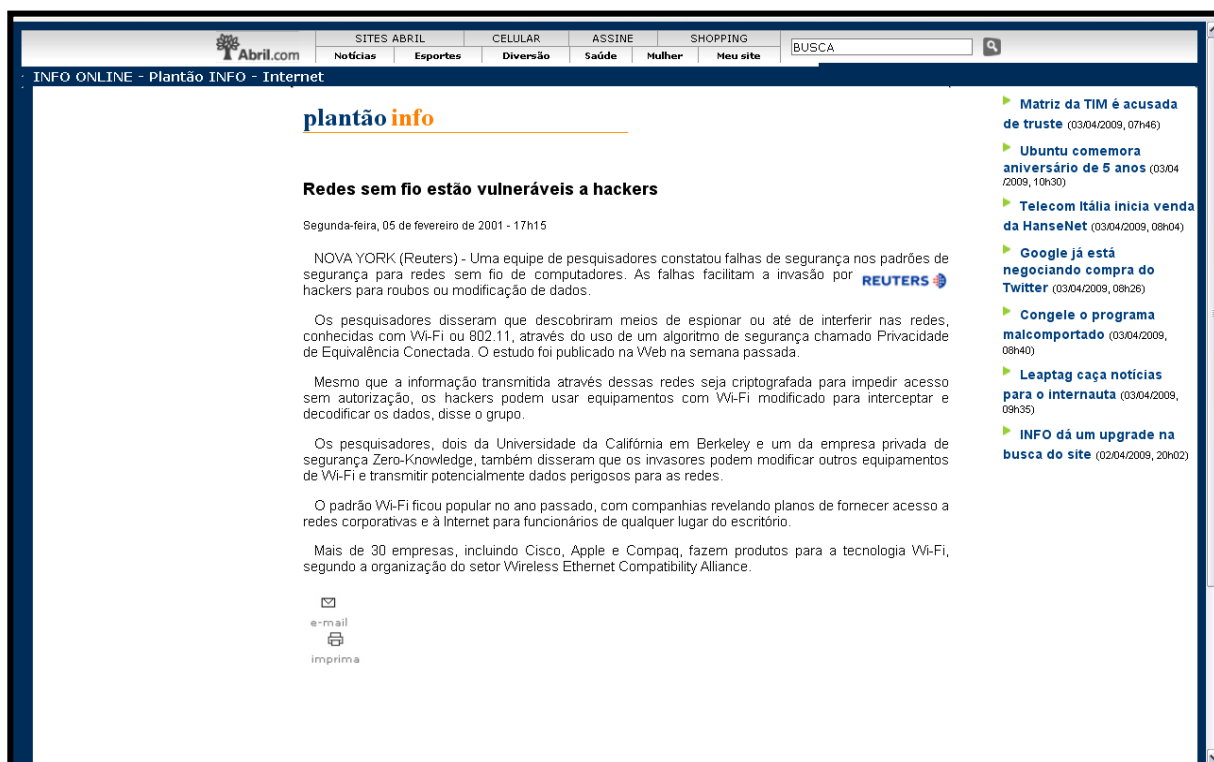 Abril.com
SITES ABRIL CELULAR ASSINE SHOPPING
Notícias Esportes Diversão Saúde Mulher Meu site
BUSCA
INFO ONLINE - Plantão INFO - Internet
plantão info
Redes sem fio estão vulneráveis a hackers
Segunda-feira, 05 de fevereiro de 2001 - 17h15
NOVA YORK (Reuters) - Uma equipe de pesquisadores constatou falhas de segurança nos padrões de
segurança para redes sem fio de computadores. As falhas facilitam a invasão por
hackers para roubos ou modificação de dados.
REUTERS
Os pesquisadores disseram que descobriram meios de espionar ou até de interferir nas redes,
conhecidas com Wi-Fi ou 802.11, através do uso de um algoritmo de segurança chamado Privacidade
de Equivalência Conectada. O estudo foi publicado na Web na semana passada.
Mesmo que a informação transmitida através dessas redes seja criptografada para impedir acesso
sem autorização, os hackers podem usar equipamentos com Wi-Fi modificado para interceptar e
decodificar os dados, disse o grupo.
Os pesquisadores, dois da Universidade da Califórnia em Berkeley e um da empresa privada de
segurança Zero-Knowledge, também disseram que os invasores podem modificar outros equipamentos
de Wi-Fi e transmitir potencialmente dados perigosos para as redes.
O padrão Wi-Fi ficou popular no ano passado, com companhias revelando planos de fornecer acesso a
redes corporativas e à Internet para funcionários de qualquer lugar do escritório.
Mais de 30 empresas, incluindo Cisco, Apple e Compaq, fazem produtos para a tecnologia Wi-Fi,
segundo a organização do setor Wireless Ethernet Compatibility Alliance.
e-mail
imprima
Matriz da TIM é acusada
de truste (03/04/2009, 07h46)
Ubuntu comemora
aniversário de 5 anos (03/04
/2009, 10h30)
Telecom Itália inicia venda
da HanseNet (03/04/2009, 08h04)
Google já está
negociando compra do
Twitter (03/04/2009, 08h26)
Congele o programa
malcomportado (03/04/2009,
08h40)
Leaptag caça notícias
para o internauta (03/04/2009,
09h35)
INFO dá um upgrade na
busca do site (02/04/2009, 20h02)